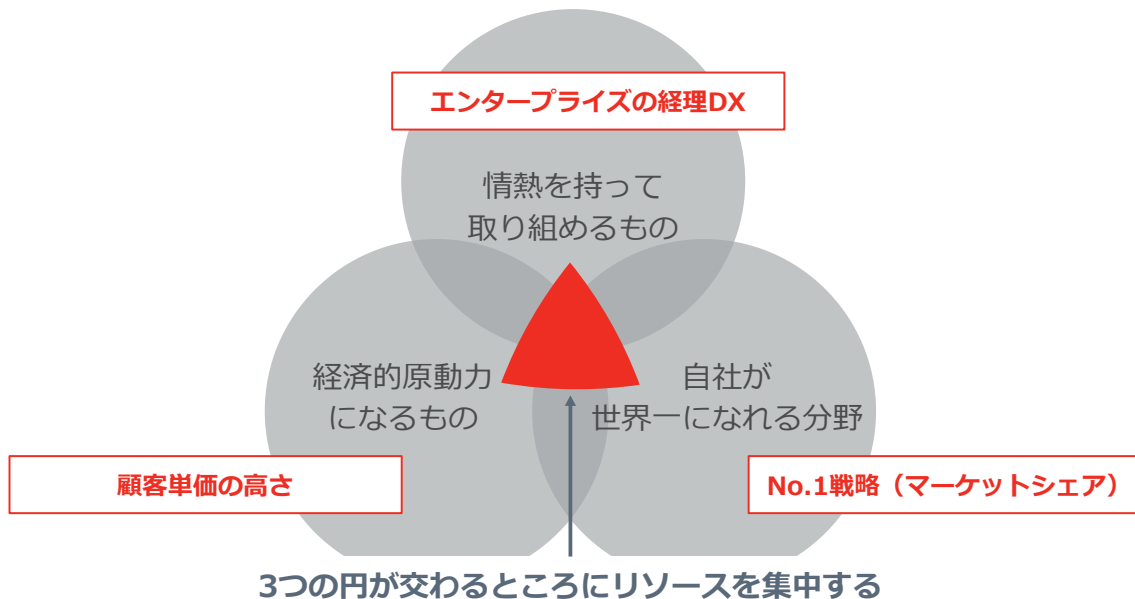 エンタープライズの経理DX
情熱を持って
取り組めるもの
経済的原動力
になるもの
自社が
世界一になれる分野
顧客単価の高さ
No.1戦略（マーケットシェア）
3つの円が交わるところにリソースを集中する